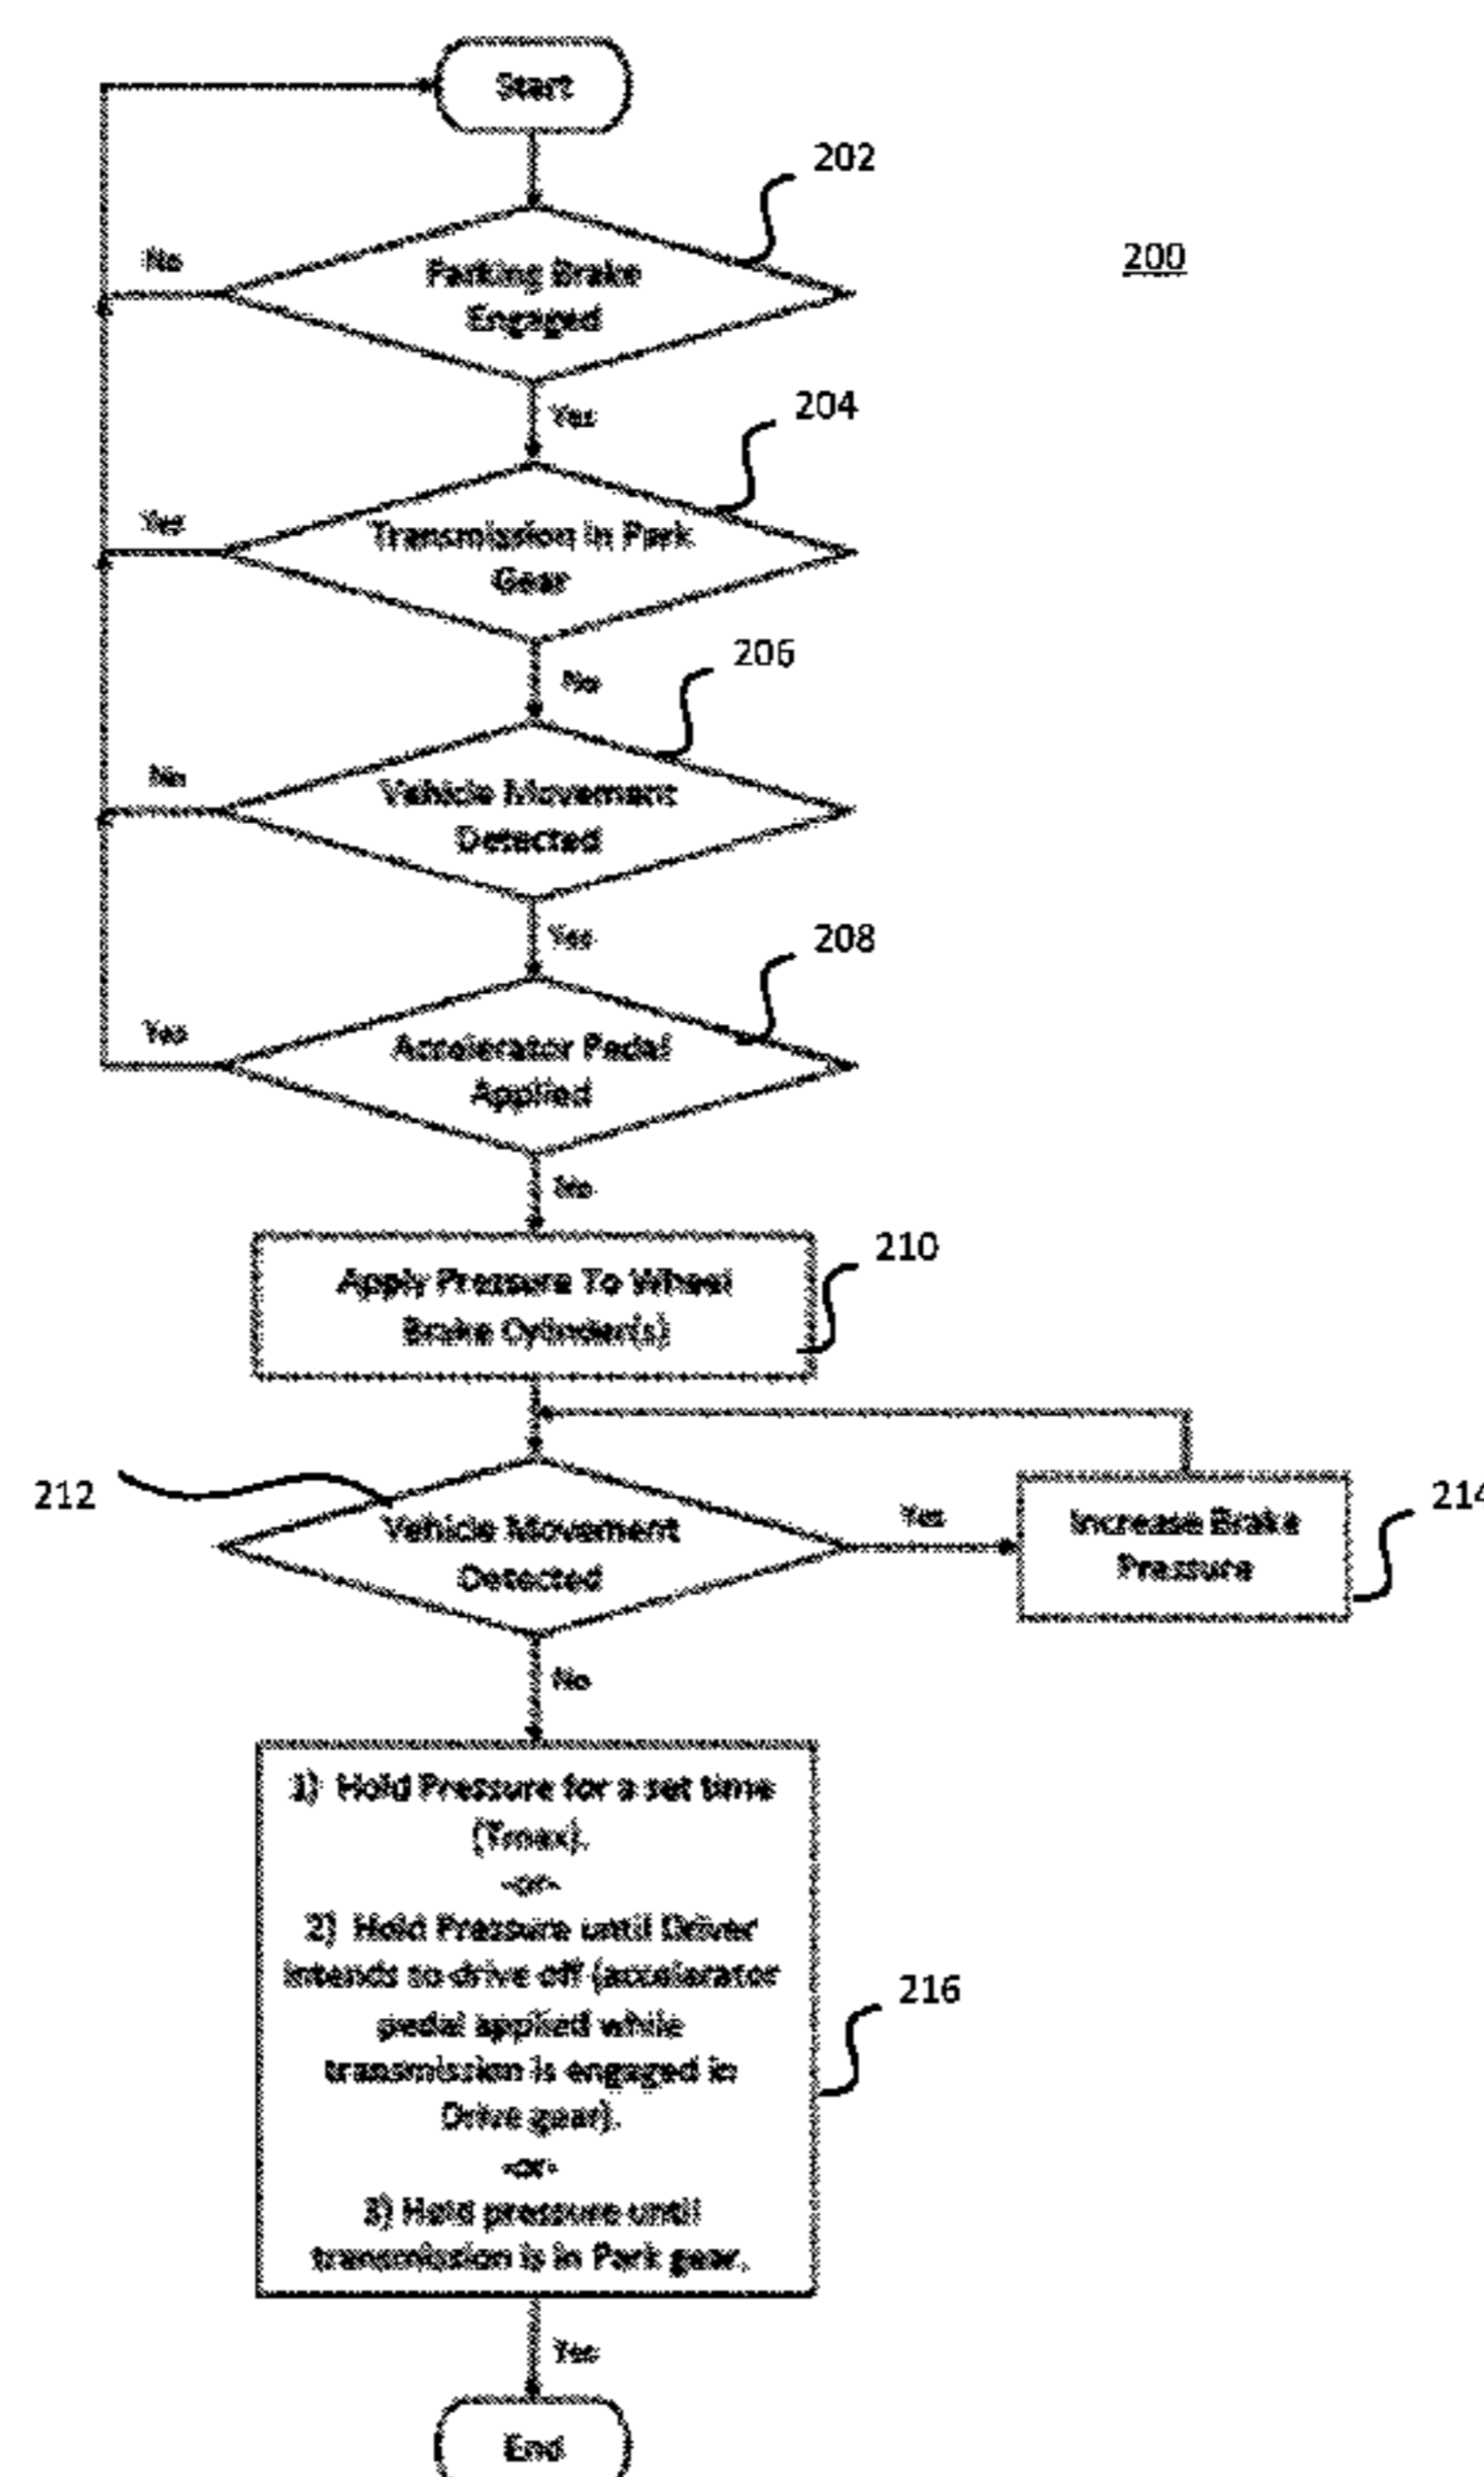 Start
202
200
No
Parking Brake
Engaged
Yes
204
Yes
Transmission in Park
Gear
206
No
No
Vehicle Movement
Detected
Yes
208
Yes
Accelerator Pedal
Applied
No
210
Apply Pressure To Wheel
Brake Cylinder(s)
212
Vehicle Movement
Detected
Yes
Increase Brake
Pressure
214
No
1) Hold Pressure for a set time
(Tmax).
-or-
2) Hold Pressure until Driver
intends to drive off (accelerator
pedal applied while
transmission is engaged in
Drive gear).
-or-
3) Hold pressure until
transmission is in Park gear.
216
Yes
End